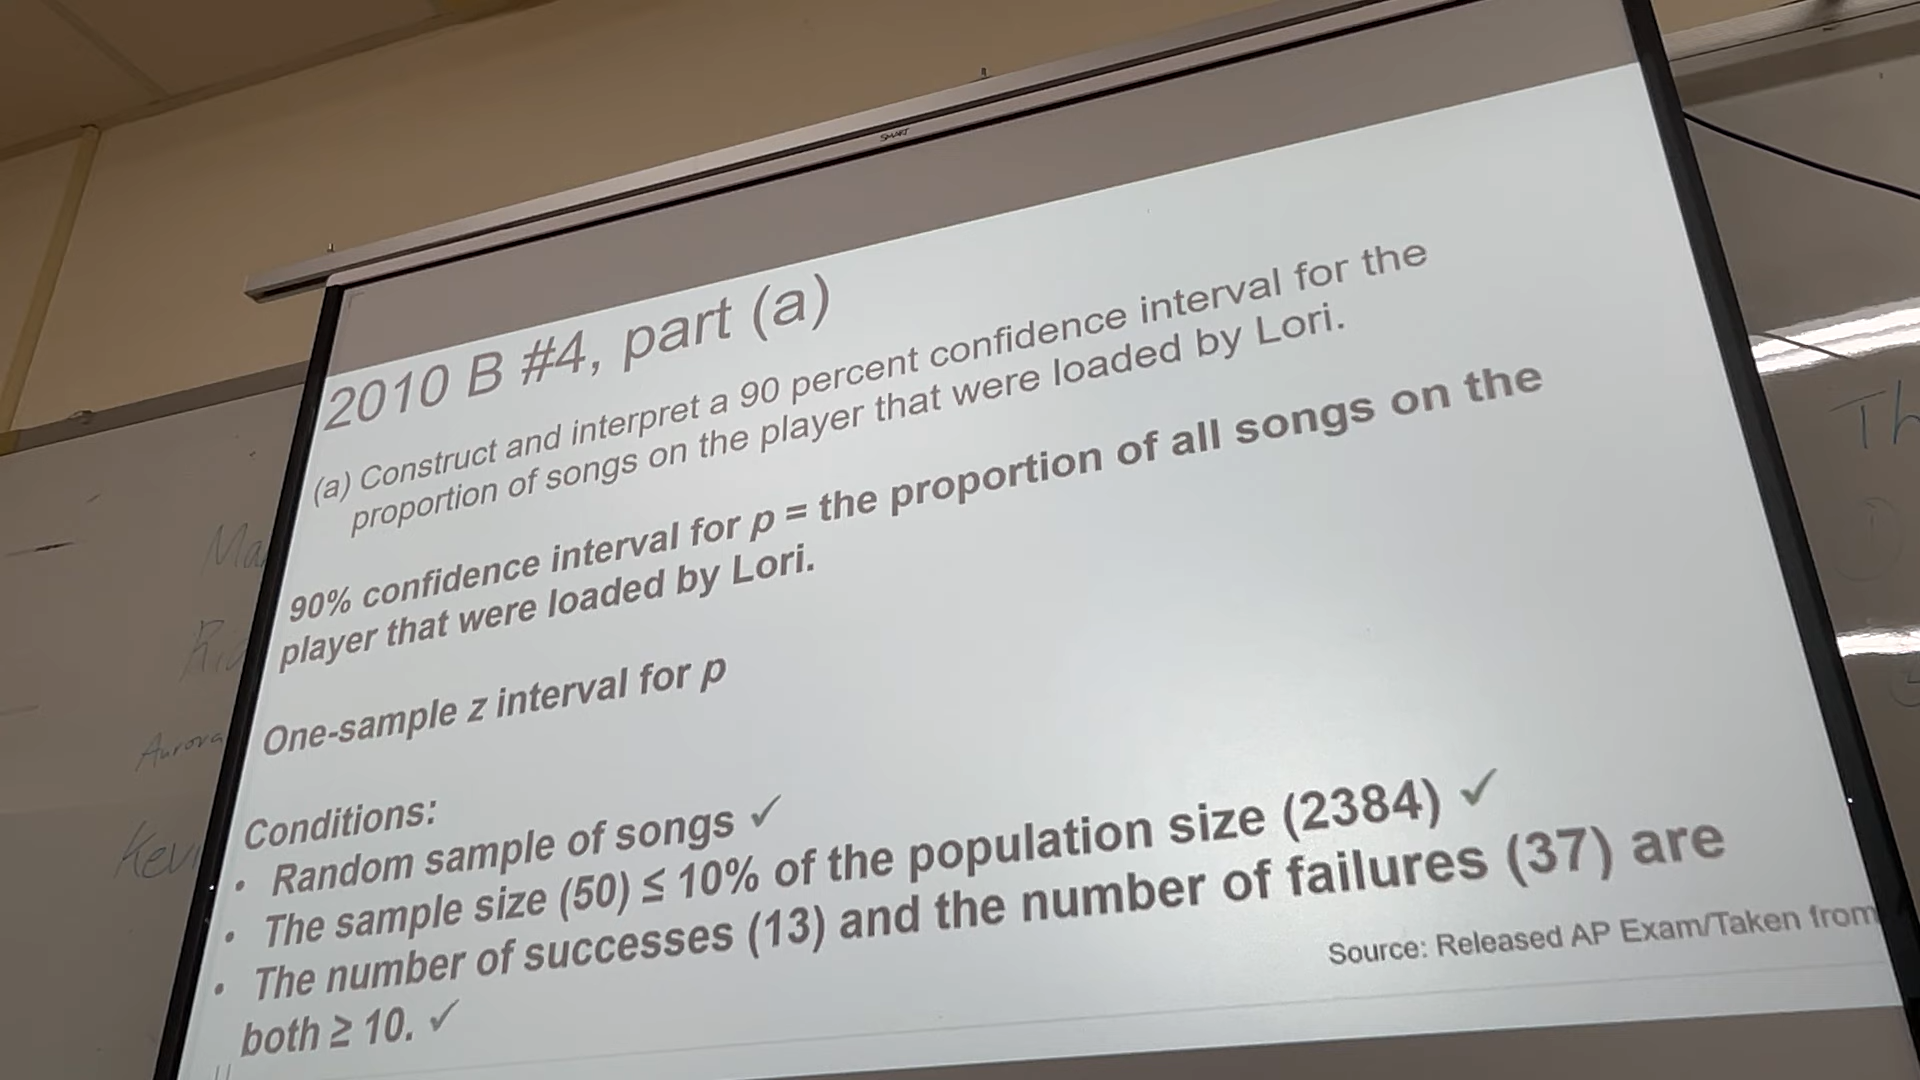 SMART
2010 B #4, part (a)
(a) Construct and interpret a 90 percent confidence interval for the
proportion of songs on the player that were loaded by Lori.
90% confidence interval for p = the proportion of all songs on the
player that were loaded by Lori.
One-sample z interval for p
Conditions:
• Random sample of songs ✓
• The sample size (50) ≤ 10% of the population size (2384) ✓
• The number of successes (13) and the number of failures (37) are
both ≥ 10. ✓
Source: Released AP Exam/Taken from
Aurora
Th